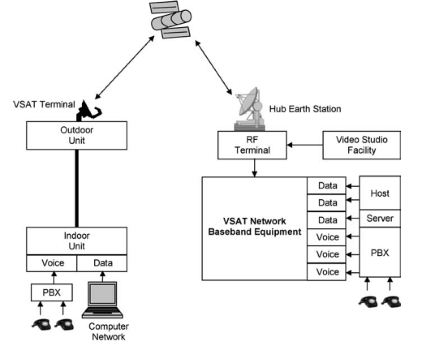 VSAT Terminal
Outdoor
Unit
Indoor
Unit
Voice
Data
PBX
Computer
Network
Hub Earth Station
RF
Terminal
Video Studio
Facility
VSAT Network
Baseband Equipment
Data
Data
Data
Voice
Voice
Voice
Host
Server
PBX